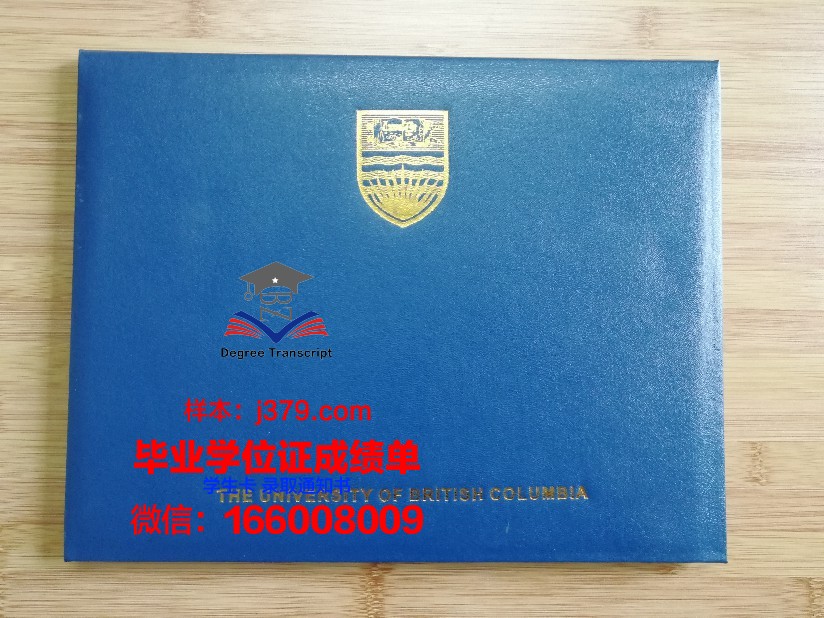 Degree Transcript
样本：j379.com
毕业学位证成绩单
学生卡 录取通知书
THE UNIVERSITY OF BRITISH COLUMBIA
微信：166008009